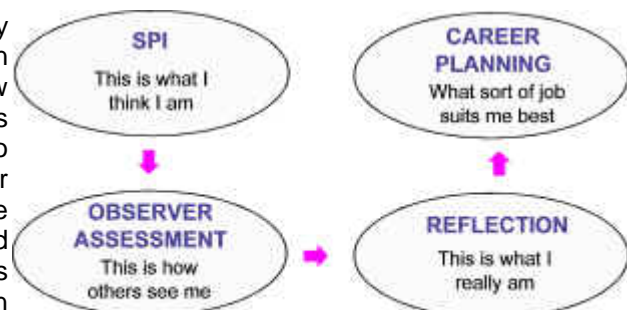 SPI
This is what I
think I am
OBSERVER
ASSESSMENT
This is how
others see me
REFLECTION
This is what I
really am
CAREER
PLANNING
What sort of job
suits me best